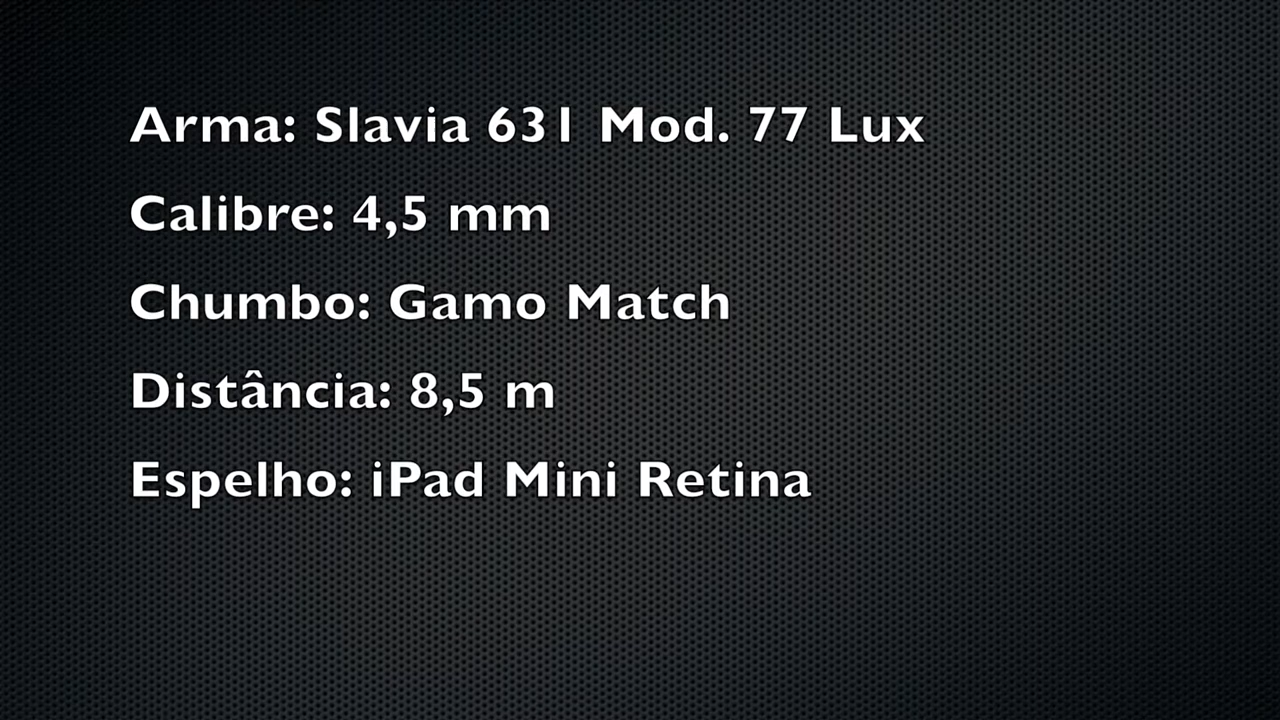 Arma: Slavia 631 Mod. 77 Lux
Calibre: 4,5 mm
Chumbo: Gamo Match
Distância: 8,5 m
Espelho: iPad Mini Retina